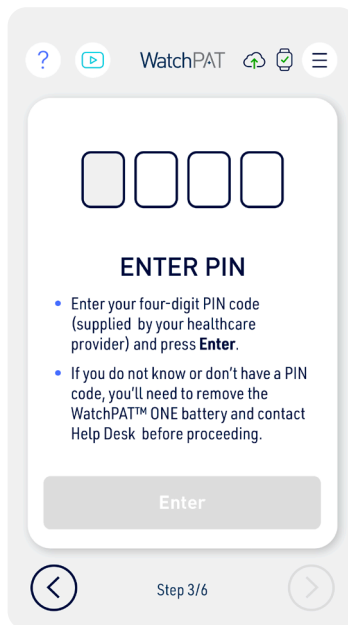 ?
WatchPAT
ENTER PIN
• Enter your four-digit PIN code
(supplied by your healthcare
provider) and press Enter.
• If you do not know or don't have a PIN
code, you'll need to remove the
WatchPAT™ ONE battery and contact
Help Desk before proceeding.
Enter
Step 3/6